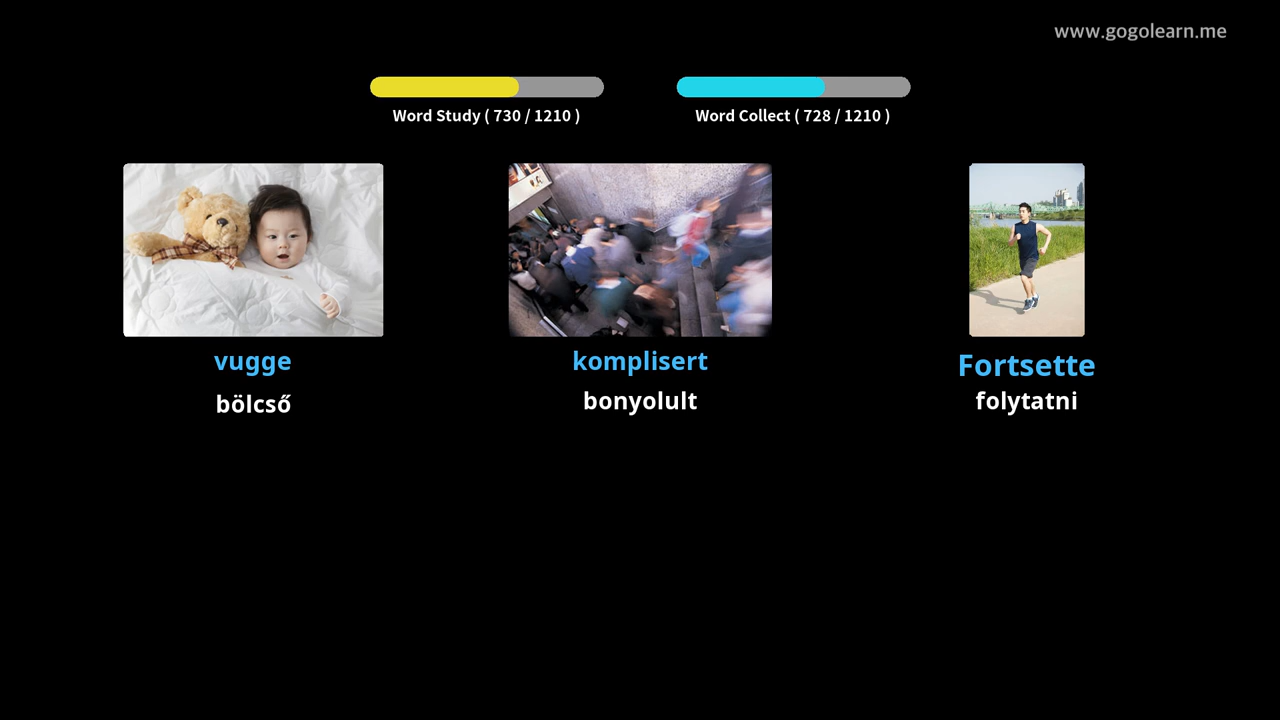 www.gogolearn.me
Word Study ( 730 / 1210 )
Word Collect ( 728 / 1210 )
vugge
komplisert
Fortsette
bölcső
bonyolult
folytatni